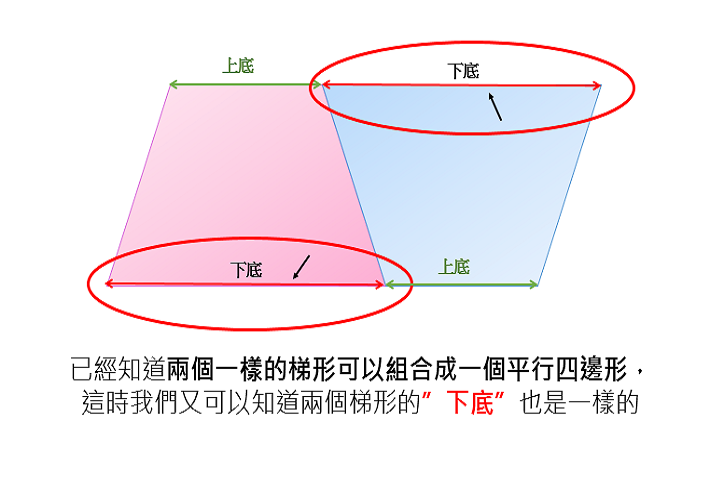 上底
下底
下底
上底
已經知道兩個一樣的梯形可以組合成一個平行四邊形，
這時我們又可以知道兩個梯形的”下底”也是一樣的